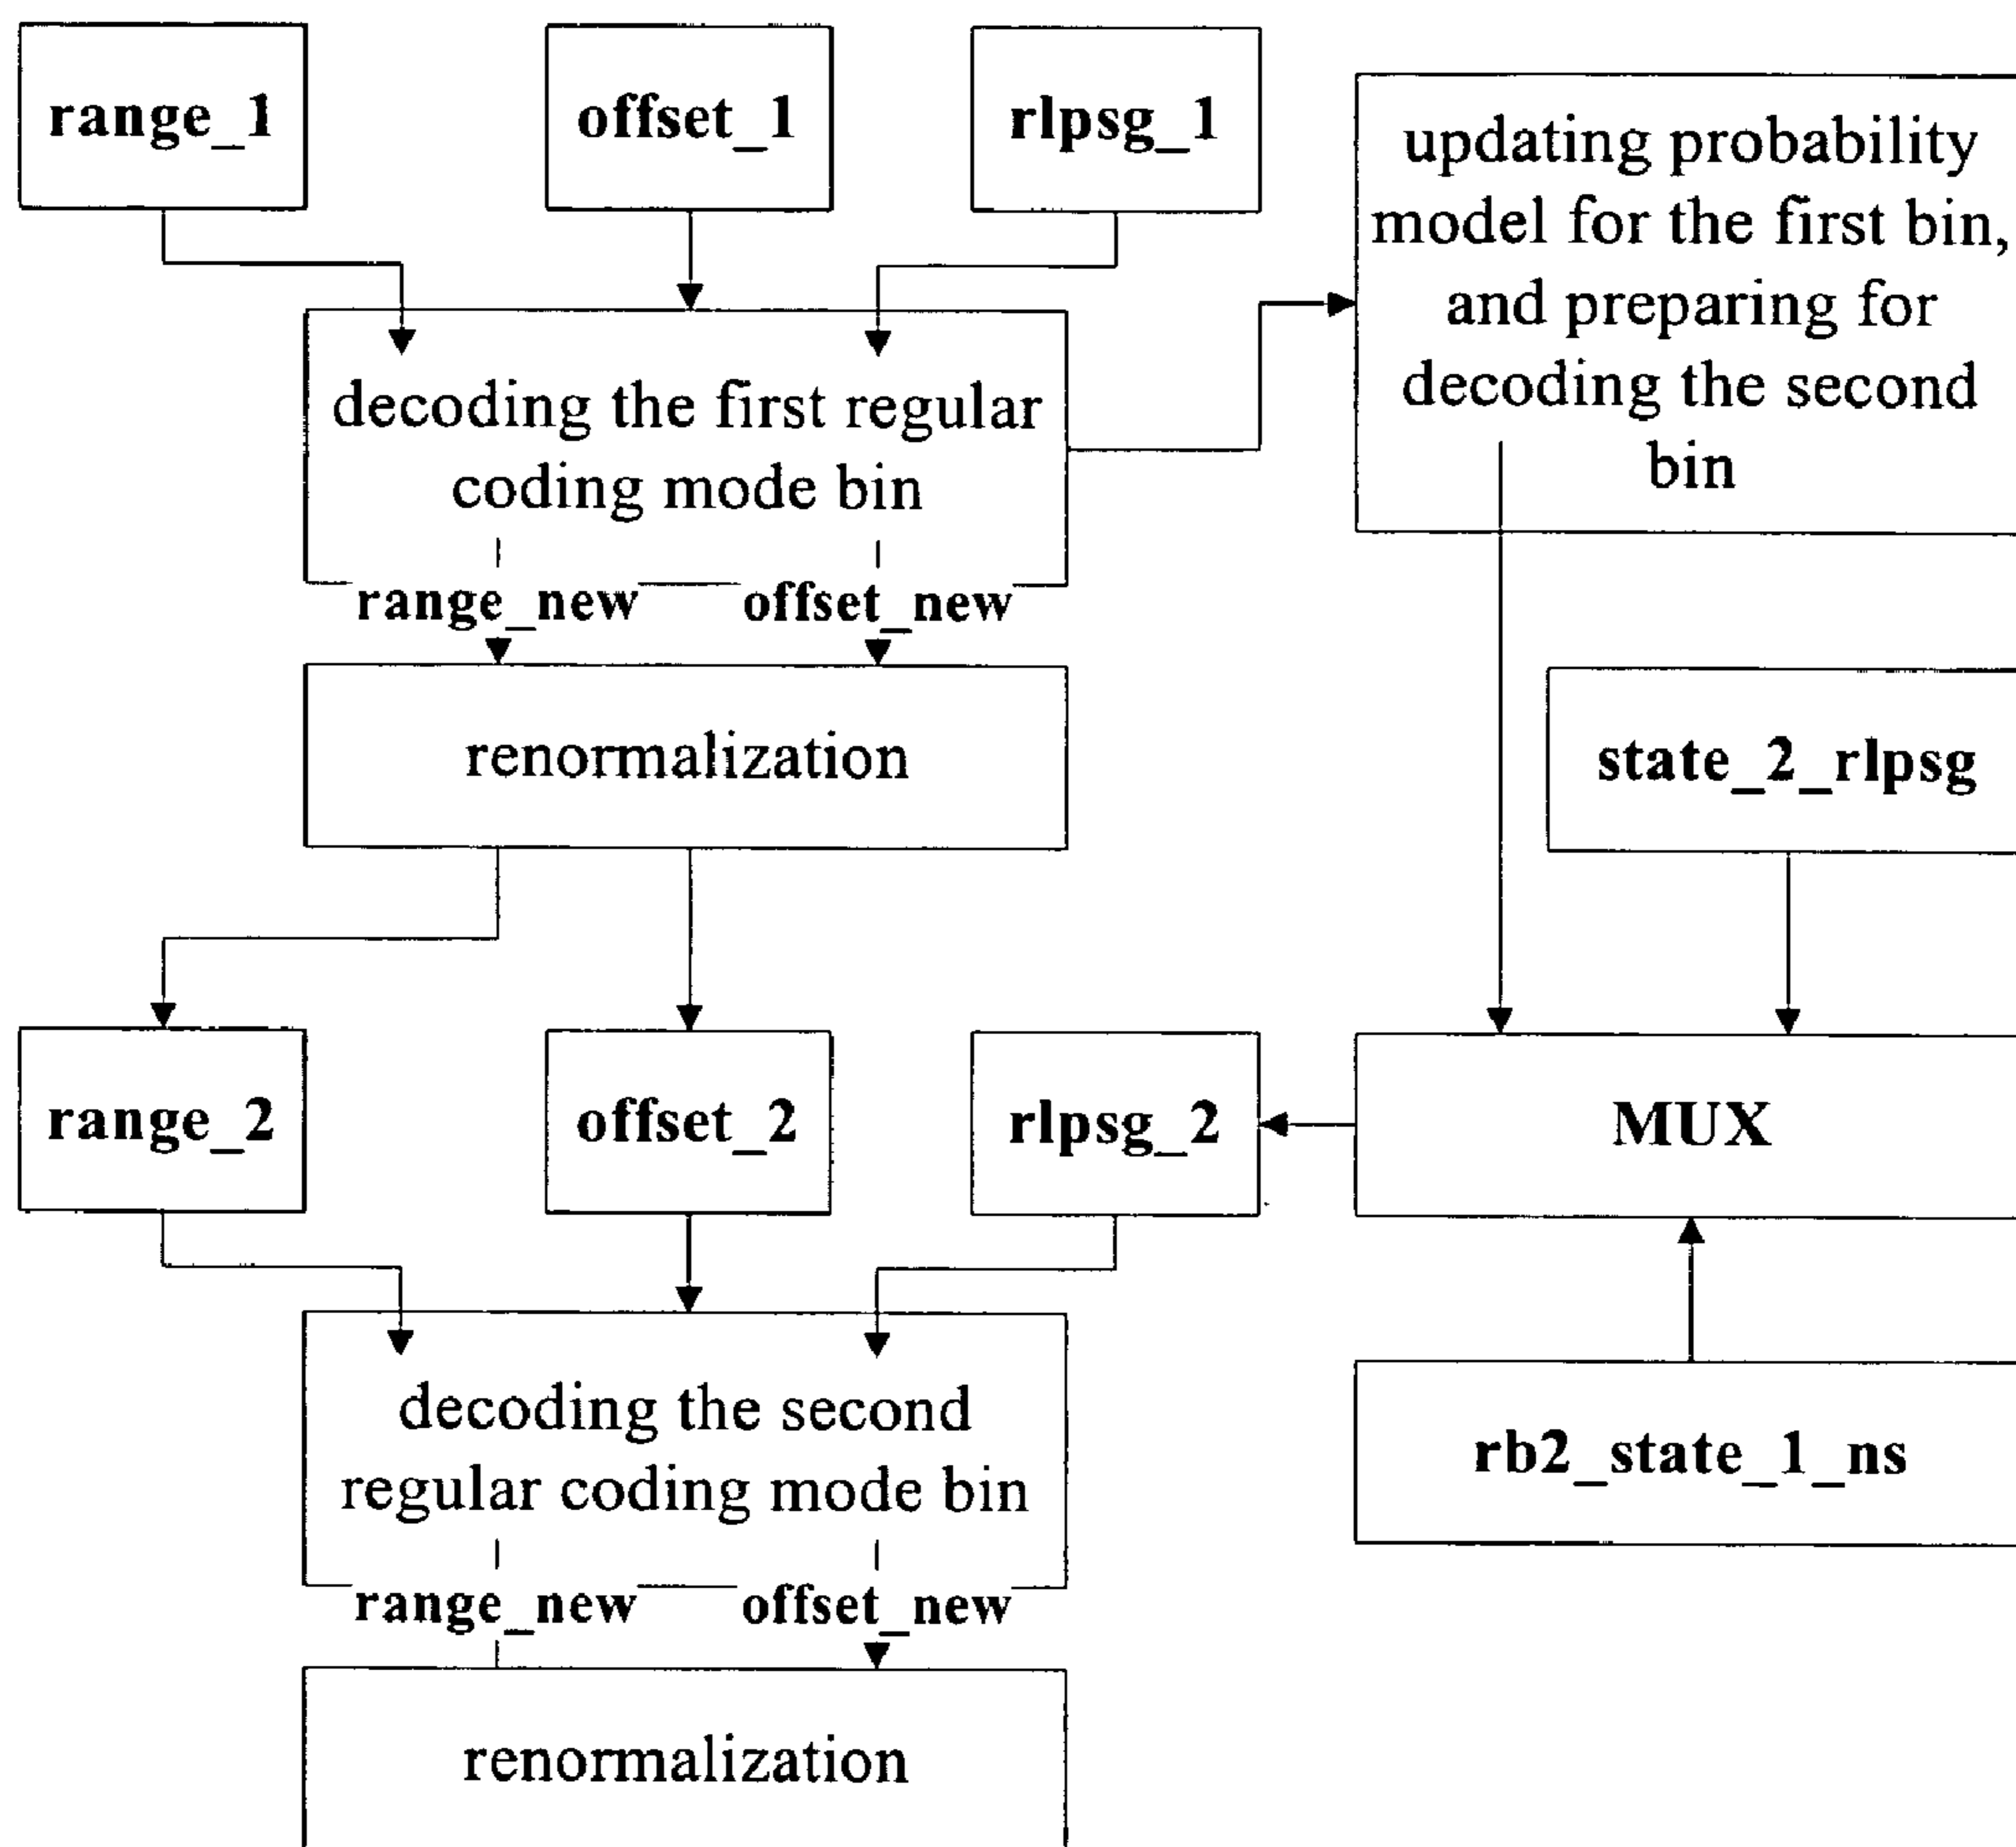 range_1
offset_1
rlpsg_1
updating probability
model for the first bin,
and preparing for
decoding the second
bin
decoding the first regular
coding mode bin
range_new
offset_new
renormalization
state_2_rlpsg
range_2
offset_2
rlpsg_2
MUX
decoding the second
regular coding mode bin
rb2_state_1_ns
range_new
offset_new
renormalization